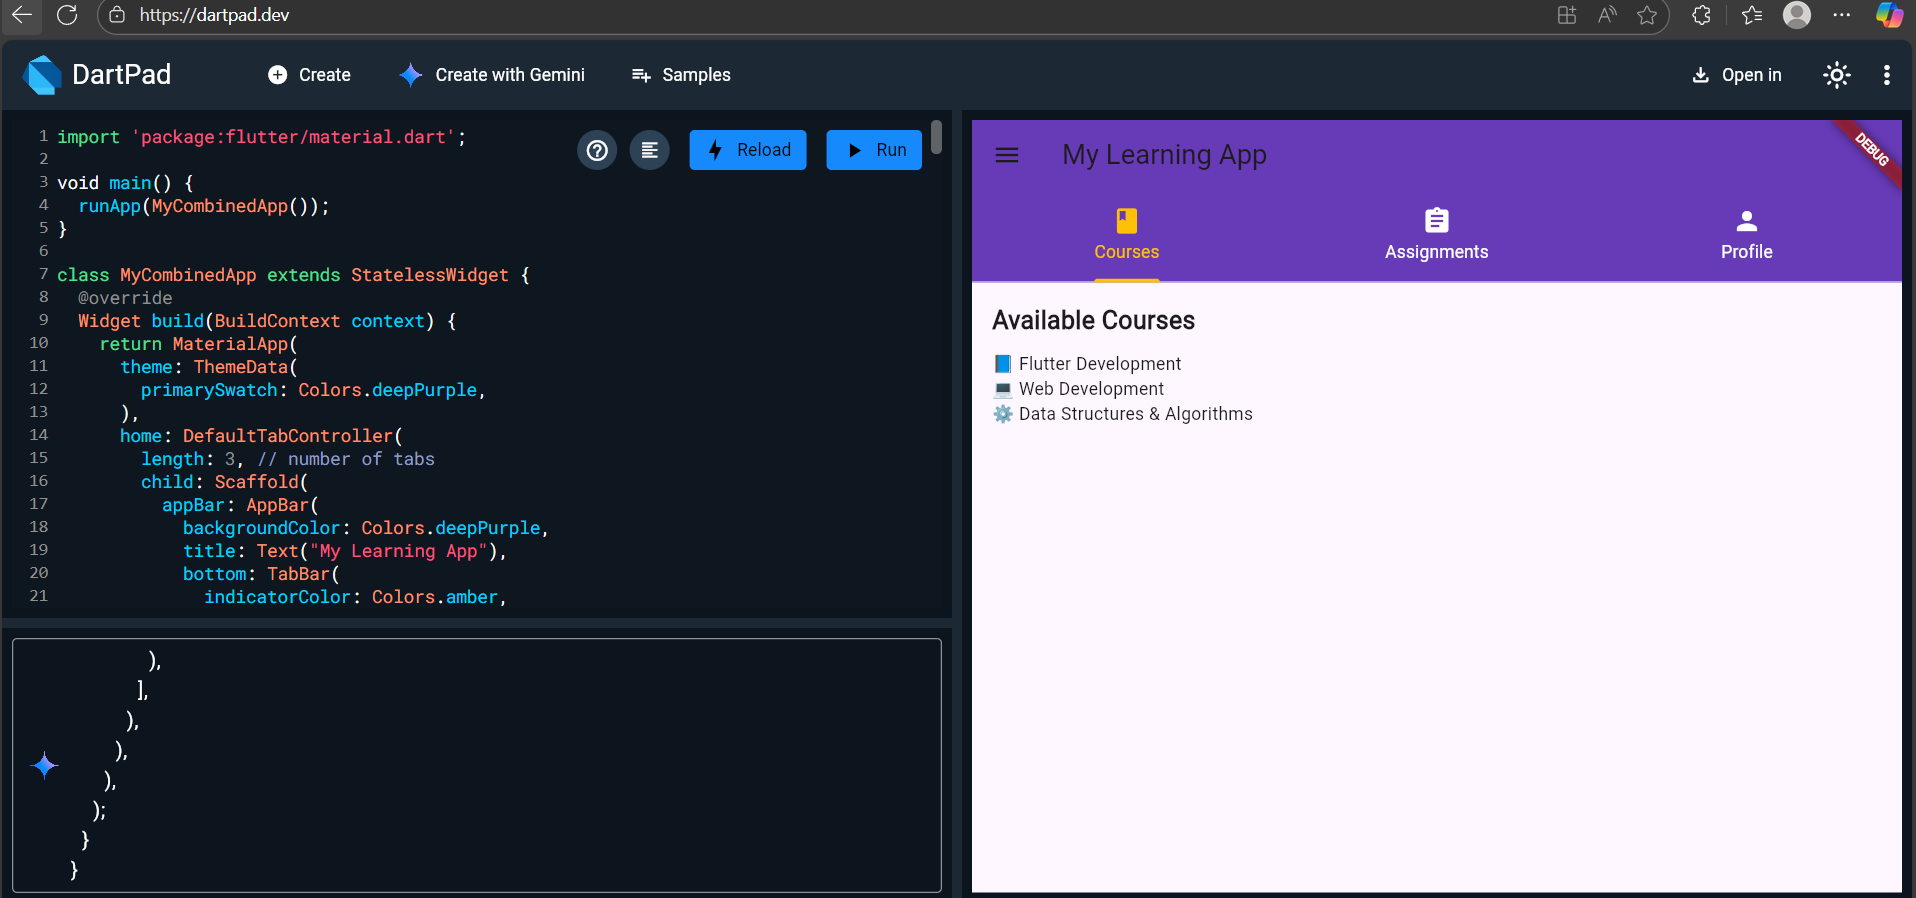 https://dartpad.dev
DartPad
Create
Create with Gemini
Samples
Open in
1 import 'package:flutter/material.dart';
2
3 void main() {
4   runApp(MyCombinedApp());
5 }
6
7 class MyCombinedApp extends StatelessWidget {
8   @override
9   Widget build(BuildContext context) {
10     return MaterialApp(
11       theme: ThemeData(
12         primarySwatch: Colors.deepPurple,
13       ),
14       home: DefaultTabController(
15         length: 3, // number of tabs
16         child: Scaffold(
17           appBar: AppBar(
18             backgroundColor: Colors.deepPurple,
19             title: Text("My Learning App"),
20             bottom: TabBar(
21               indicatorColor: Colors.amber,
Reload
Run
),
],
),
),
),
);
}
}
My Learning App
DEBUG
Courses
Assignments
Profile
Available Courses
📘 Flutter Development
💻 Web Development
⚙️ Data Structures & Algorithms